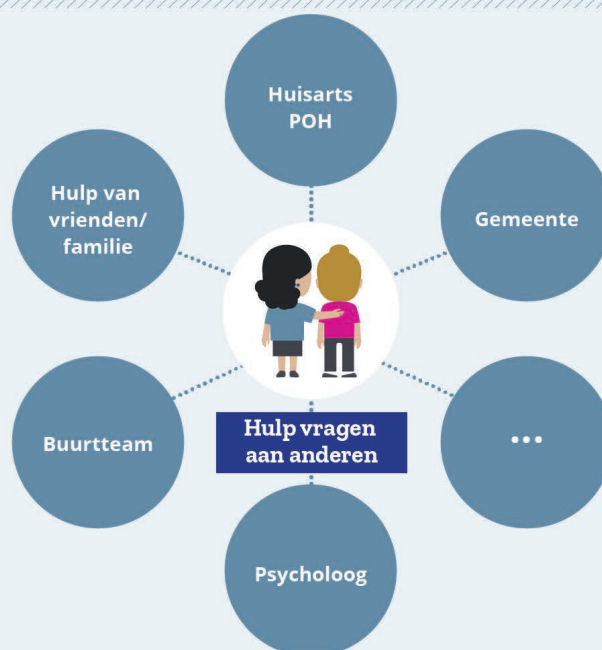 Huisarts
POH
Hulp van
vrienden/
familie
Gemeente
Buurtteam
Hulp vragen
aan anderen
...
Psycholoog